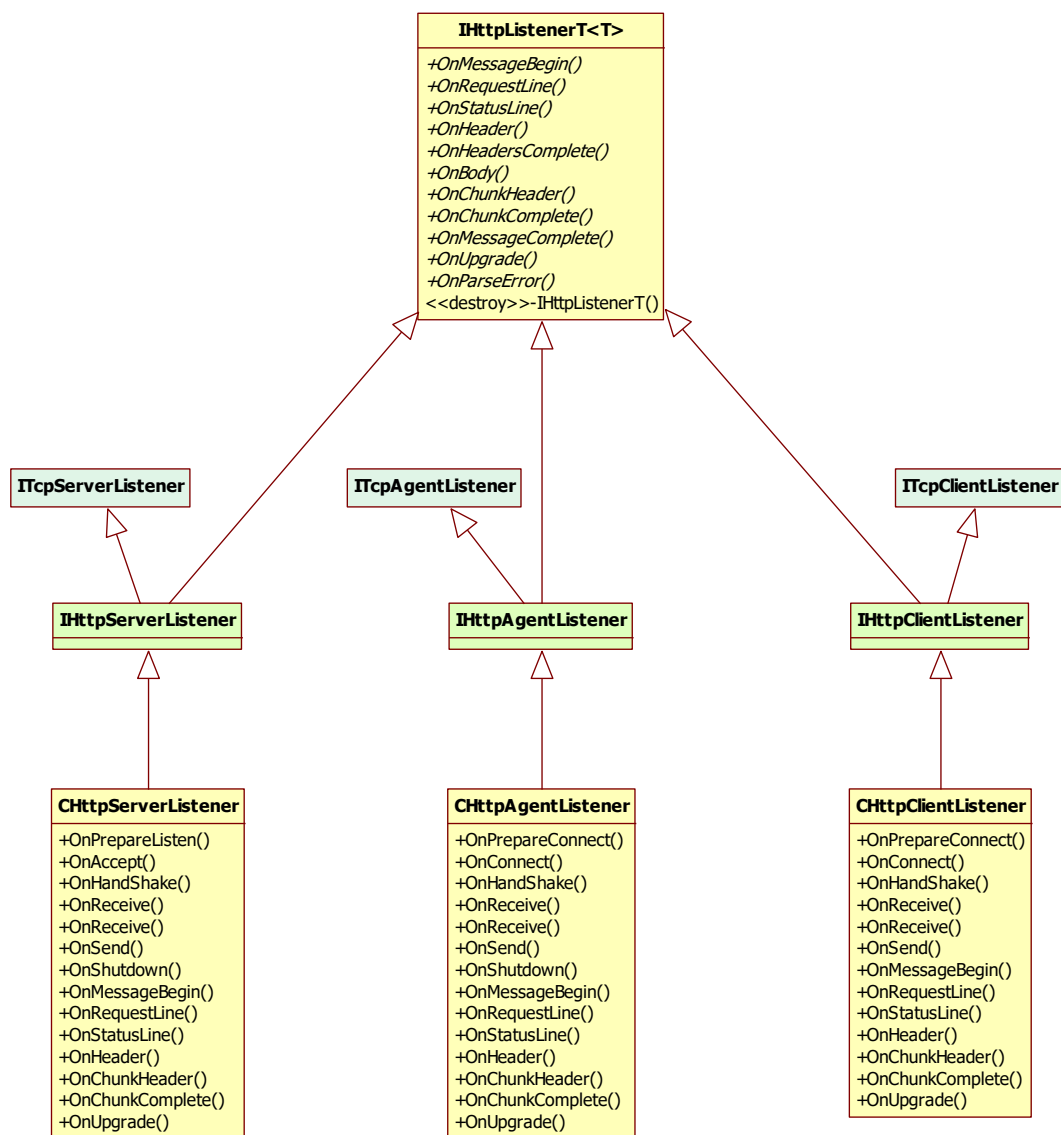 IHttpListenerT<T>
+OnMessageBegin()
+OnRequestLine()
+OnStatusLine()
+OnHeader()
+OnHeadersComplete()
+OnBody()
+OnChunkHeader()
+OnChunkComplete()
+OnMessageComplete()
+OnUpgrade()
+OnParseError()
<<destroy>>-IHttpListenerT()
ITcpServerListener
ITcpAgentListener
ITcpClientListener
IHttpServerListener
IHttpAgentListener
IHttpClientListener
CHttpServerListener
+OnPrepareListen()
+OnAccept()
+OnHandShake()
+OnReceive()
+OnReceive()
+OnSend()
+OnShutdown()
+OnMessageBegin()
+OnRequestLine()
+OnStatusLine()
+OnHeader()
+OnChunkHeader()
+OnChunkComplete()
+OnUpgrade()
CHttpAgentListener
+OnPrepareConnect()
+OnConnect()
+OnHandShake()
+OnReceive()
+OnReceive()
+OnSend()
+OnShutdown()
+OnMessageBegin()
+OnRequestLine()
+OnStatusLine()
+OnHeader()
+OnChunkHeader()
+OnChunkComplete()
+OnUpgrade()
CHttpClientListener
+OnPrepareConnect()
+OnConnect()
+OnHandShake()
+OnReceive()
+OnReceive()
+OnSend()
+OnMessageBegin()
+OnRequestLine()
+OnStatusLine()
+OnHeader()
+OnChunkHeader()
+OnChunkComplete()
+OnUpgrade()